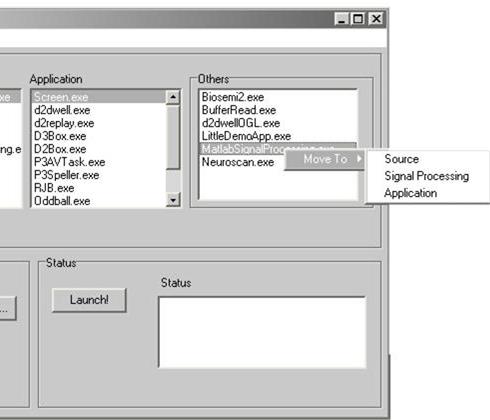 Application
Others
xe
Screen.exe
d2dwell.exe
d2replay.exe
D3Box.exe
ng.e
D2Box.exe
P3AVTask.exe
P3Speller.exe
RJB.exe
Oddball.exe
Biosemi2.exe
BufferRead.exe
d2dwellOGL.exe
LittleDemoApp.exe
MatlabSignalProcessing.exe
Neuroscan.exe
Move To
Source
Signal Processing
Application
Status
...
Launch!
Status